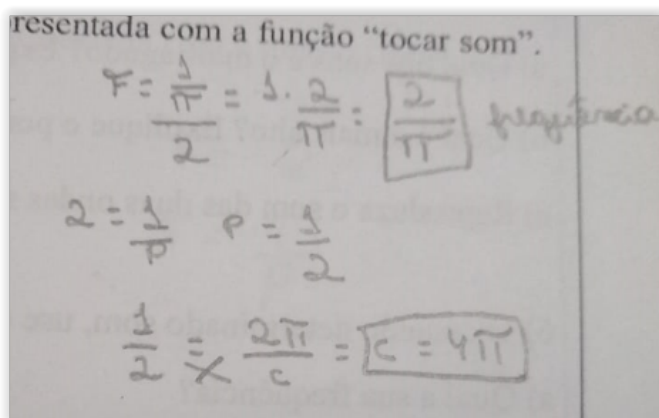 resentada com a função “tocar som”.
F = 1/(π/2) = 1 · 2/π = 2/π frequência
2 = 1/P P = 1/2
1/2 = 2π/c = c = 4π